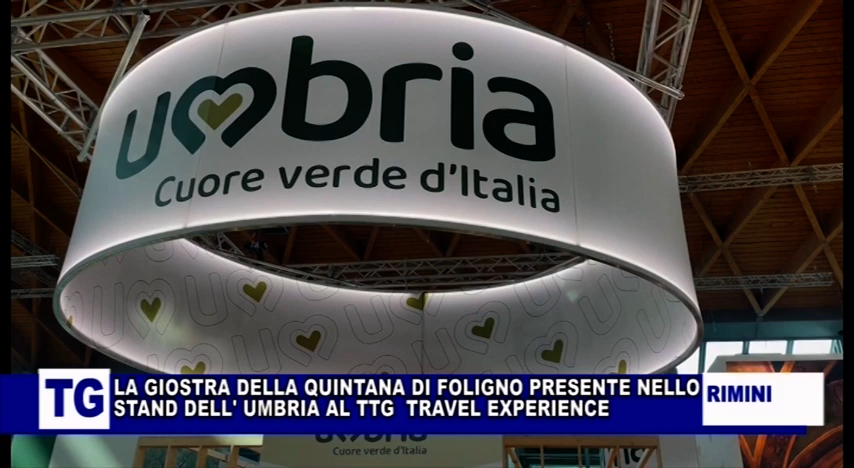 umbria
Cuore verde d'Italia
TG
LA GIOSTRA DELLA QUINTANA DI FOLIGNO PRESENTE NELLO
STAND DELL' UMBRIA AL TTG TRAVEL EXPERIENCE
RIMINI
umbria
Cuore verde d'Italia